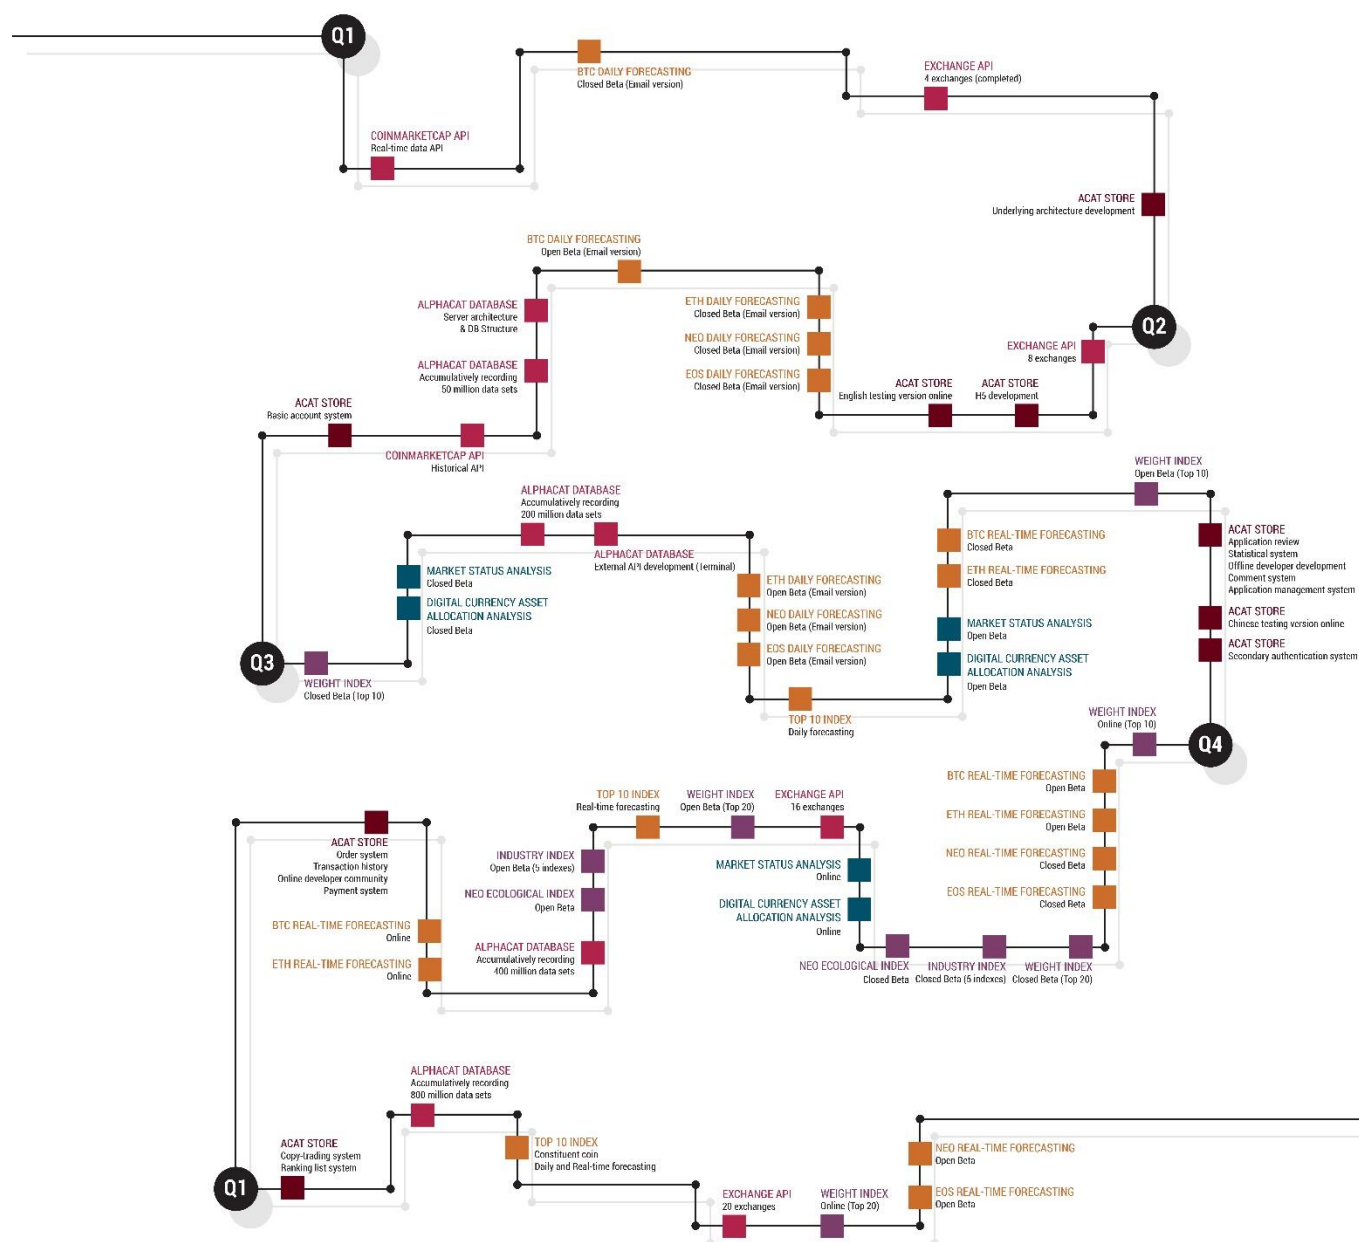 Q1
BTC DAILY FORECASTING
Closed Beta (Email version)
EXCHANGE API
4 exchanges (completed)
COINMARKETCAP API
Real-time data API
ACAT STORE
Underlying architecture development
Q2
EXCHANGE API
8 exchanges
ACAT STORE
H5 development
ACAT STORE
English testing version online
ETH DAILY FORECASTING
Closed Beta (Email version)
NEO DAILY FORECASTING
Closed Beta (Email version)
EOS DAILY FORECASTING
Closed Beta (Email version)
BTC DAILY FORECASTING
Open Beta (Email version)
ALPHACAT DATABASE
Server architecture
& DB Structure
ALPHACAT DATABASE
Accumulatively recording
50 million data sets
COINMARKETCAP API
Historical API
ACAT STORE
Basic account system
Q3
WEIGHT INDEX
Closed Beta (Top 10)
MARKET STATUS ANALYSIS
Closed Beta
DIGITAL CURRENCY ASSET
ALLOCATION ANALYSIS
Closed Beta
ALPHACAT DATABASE
Accumulatively recording
200 million data sets
ALPHACAT DATABASE
External API development (Terminal)
ETH DAILY FORECASTING
Open Beta (Email version)
NEO DAILY FORECASTING
Open Beta (Email version)
EOS DAILY FORECASTING
Open Beta (Email version)
TOP 10 INDEX
Daily forecasting
BTC REAL-TIME FORECASTING
Closed Beta
ETH REAL-TIME FORECASTING
Closed Beta
MARKET STATUS ANALYSIS
Open Beta
DIGITAL CURRENCY ASSET
ALLOCATION ANALYSIS
Open Beta
WEIGHT INDEX
Open Beta (Top 10)
ACAT STORE
Application review
Statistical system
Offline developer development
Comment system
Application management system
ACAT STORE
Chinese testing version online
ACAT STORE
Secondary authentication system
Q4
WEIGHT INDEX
Online (Top 10)
BTC REAL-TIME FORECASTING
Open Beta
ETH REAL-TIME FORECASTING
Open Beta
NEO REAL-TIME FORECASTING
Closed Beta
EOS REAL-TIME FORECASTING
Closed Beta
WEIGHT INDEX
Closed Beta (Top 20)
INDUSTRY INDEX
Closed Beta (5 indexes)
NEO ECOLOGICAL INDEX
Closed Beta
DIGITAL CURRENCY ASSET
ALLOCATION ANALYSIS
Online
MARKET STATUS ANALYSIS
Online
EXCHANGE API
16 exchanges
WEIGHT INDEX
Open Beta (Top 20)
TOP 10 INDEX
Real-time forecasting
INDUSTRY INDEX
Open Beta (5 indexes)
NEO ECOLOGICAL INDEX
Open Beta
ALPHACAT DATABASE
Accumulatively recording
400 million data sets
ETH REAL-TIME FORECASTING
Online
BTC REAL-TIME FORECASTING
Online
ACAT STORE
Order system
Transaction history
Online developer community
Payment system
Q1
ACAT STORE
Copy-trading system
Ranking list system
ALPHACAT DATABASE
Accumulatively recording
800 million data sets
TOP 10 INDEX
Constituent coin
Daily and Real-time forecasting
EXCHANGE API
20 exchanges
WEIGHT INDEX
Online (Top 20)
NEO REAL-TIME FORECASTING
Open Beta
EOS REAL-TIME FORECASTING
Open Beta